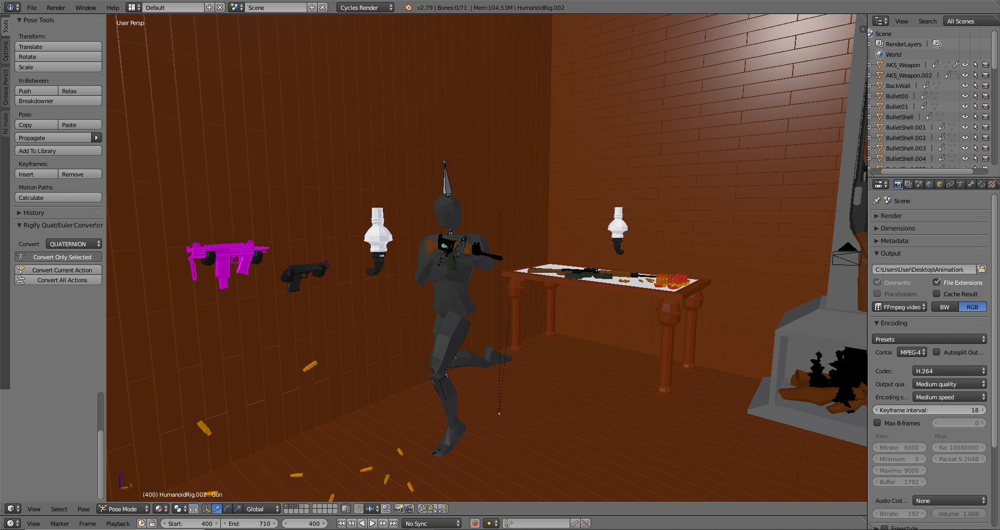 File Render Window Help Default Scene Cycles Render v2.79 | Bones:0/71 | Mem:104.53M | HumanoidRig.002
Tools
Options
Grease Pencil
NI mate
Pose Tools
Transform:
Translate
Rotate
Scale
In-Between:
Push Relax
Breakdowner
Pose:
Copy Paste
Propagate
Add To Library
Keyframes:
Insert Remove
Motion Paths:
Calculate
History
Rigify Quat/Euler Converter
Convert QUATERNION
Convert Only Selected
Convert Current Action
Convert All Actions
User Persp
z
y
(400) HumanoidRig.002 : Gun
View Select Pose Pose Mode Global
View Marker Frame Playback Start: 400 End: 710 400 No Sync
View Search All Scenes
Scene
RenderLayers |
World
AKS_Weapon |
AKS_Weapon.002
BackWall |
Bullet00 |
Bullet01 |
BulletShell |
BulletShell.001
BulletShell.002
BulletShell.003
BulletShell.004
Scene
Render
Dimensions
Metadata
Output
C:\Users\User\Desktop\Animation\
Overwrite File Extensions
Placeholders Cache Result
FFmpeg video BW RGB
Encoding
Presets
Contai MPEG-4 Autosplit Out...
Codec: H.264
Output qua Medium quality
Encoding s... Medium speed
Keyframe interval: 18
Max B-frames 0
Rate: Mux:
Bitrate: 6000 Ra: 10080000
Minimum: 0 Packet S: 2048
Maximu: 9000
Buffer: 1792
Audio Cod... None
Bitrate: 192 Volume: 1.000
Freestyle